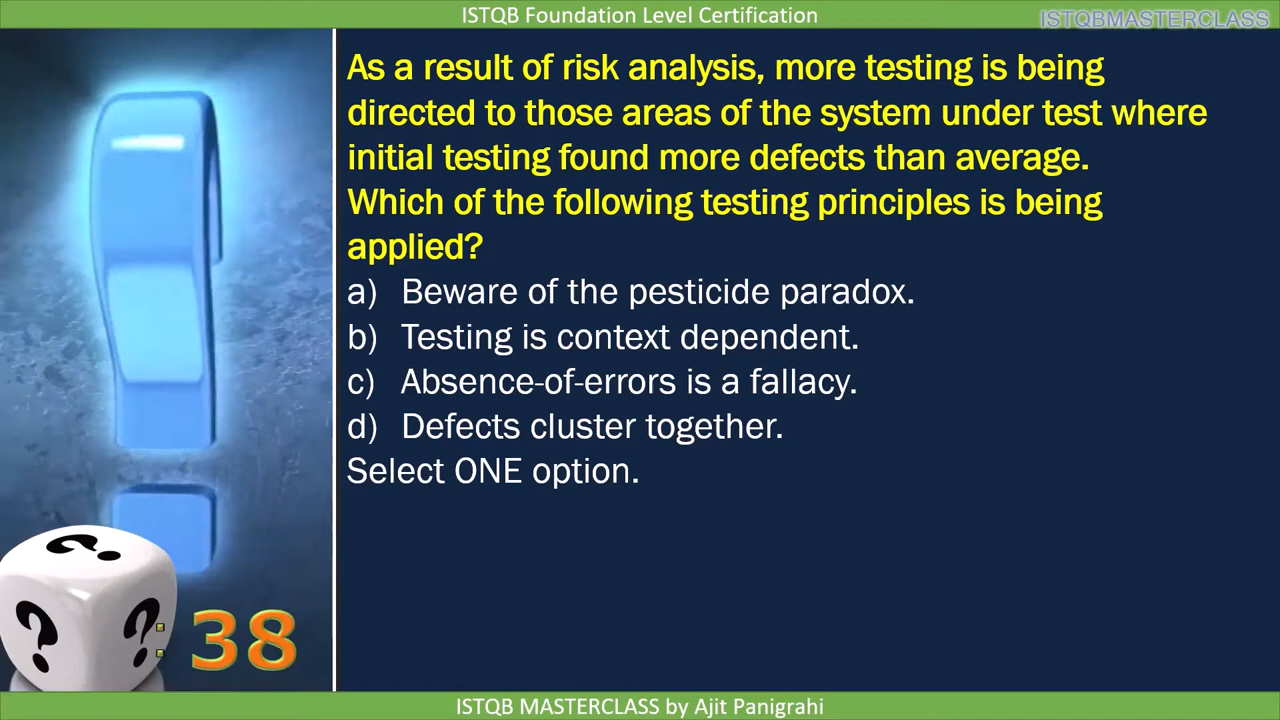 ISTQB Foundation Level Certification
ISTQBMASTERCLASS
As a result of risk analysis, more testing is being
directed to those areas of the system under test where
initial testing found more defects than average.
Which of the following testing principles is being
applied?
a) Beware of the pesticide paradox.
b) Testing is context dependent.
c) Absence-of-errors is a fallacy.
d) Defects cluster together.
Select ONE option.
? ? ?
:38
ISTQB MASTERCLASS by Ajit Panigrahi